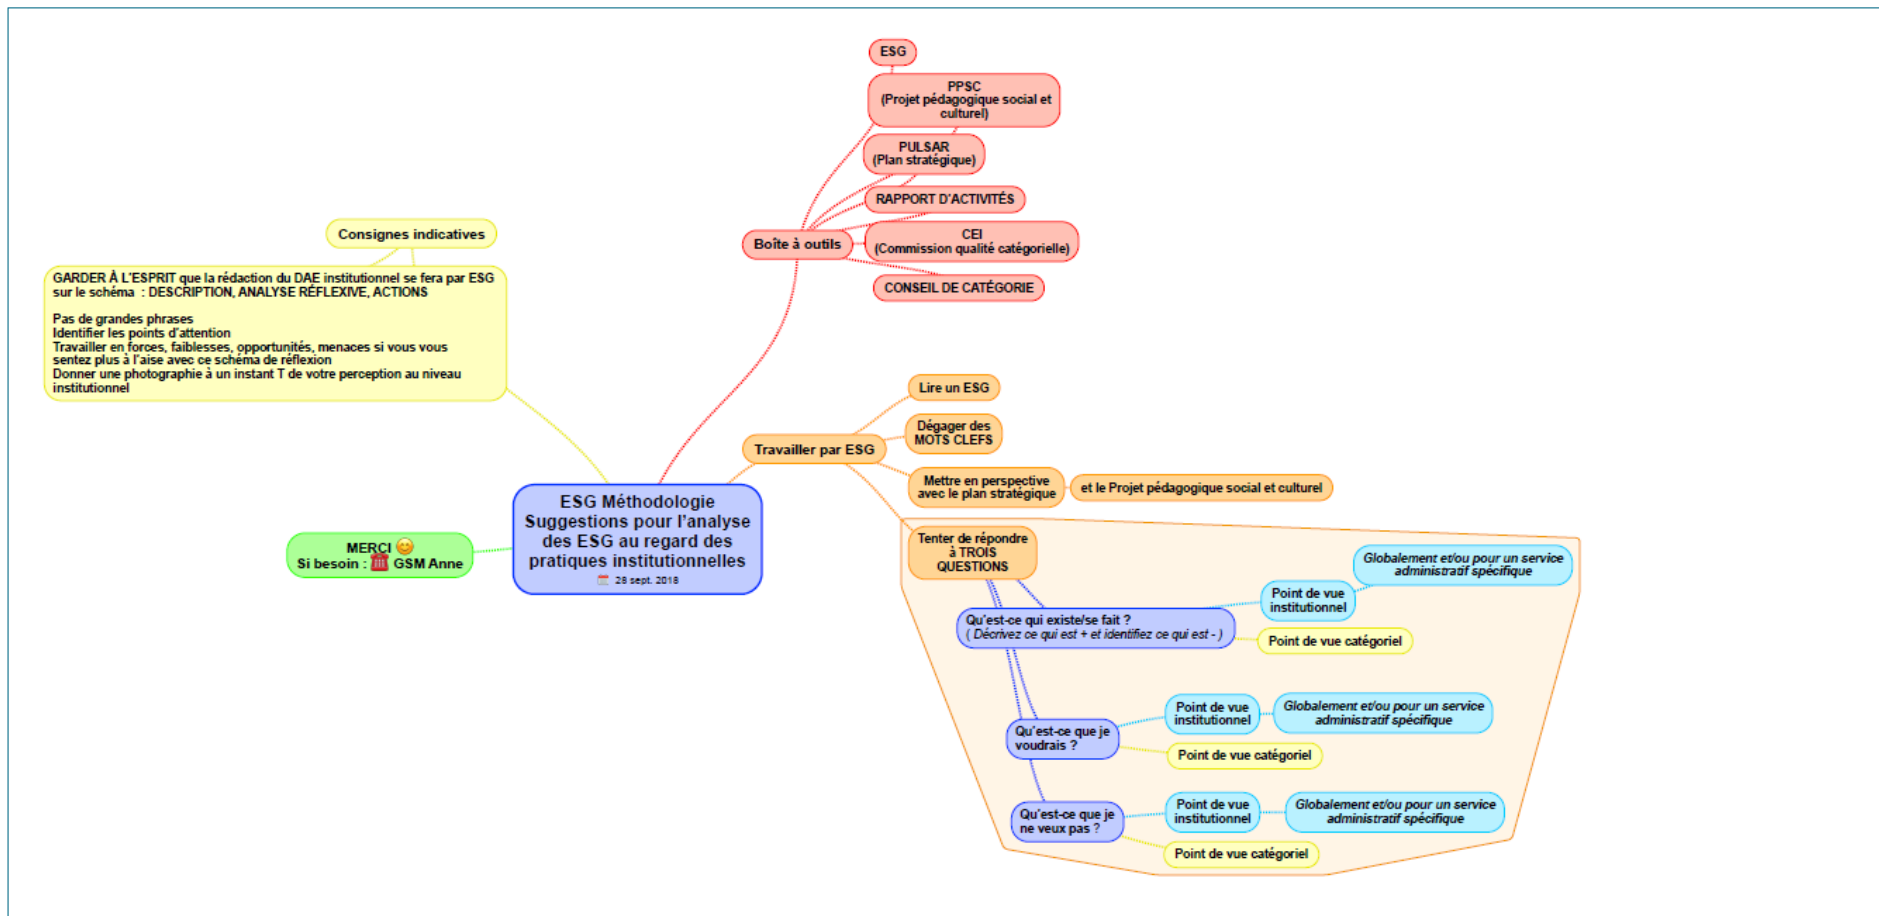 ESG
PPSC
(Projet pédagogique social et
culturel)
PULSAR
(Plan stratégique)
RAPPORT D'ACTIVITÉS
CEI
(Commission qualité catégorielle)
CONSEIL DE CATÉGORIE
Boîte à outils
Consignes indicatives
GARDER À L'ESPRIT que la rédaction du DAE institutionnel se fera par ESG
sur le schéma : DESCRIPTION, ANALYSE RÉFLEXIVE, ACTIONS
Pas de grandes phrases
Identifier les points d'attention
Travailler en forces, faiblesses, opportunités, menaces si vous vous
sentez plus à l'aise avec ce schéma de réflexion
Donner une photographie à un instant T de votre perception au niveau
institutionnel
ESG Méthodologie
Suggestions pour l'analyse
des ESG au regard des
pratiques institutionnelles
28 sept. 2018
MERCI 😊
Si besoin : ☎ GSM Anne
Travailler par ESG
Lire un ESG
Dégager des
MOTS CLEFS
Mettre en perspective
avec le plan stratégique
et le Projet pédagogique social et culturel
Tenter de répondre
à TROIS
QUESTIONS
Qu'est-ce qui existe/se fait ?
( Décrivez ce qui est + et identifiez ce qui est - )
Point de vue
institutionnel
Globalement et/ou pour un service
administratif spécifique
Point de vue catégoriel
Qu'est-ce que je
voudrais ?
Point de vue
institutionnel
Globalement et/ou pour un service
administratif spécifique
Point de vue catégoriel
Qu'est-ce que je
ne veux pas ?
Point de vue
institutionnel
Globalement et/ou pour un service
administratif spécifique
Point de vue catégoriel